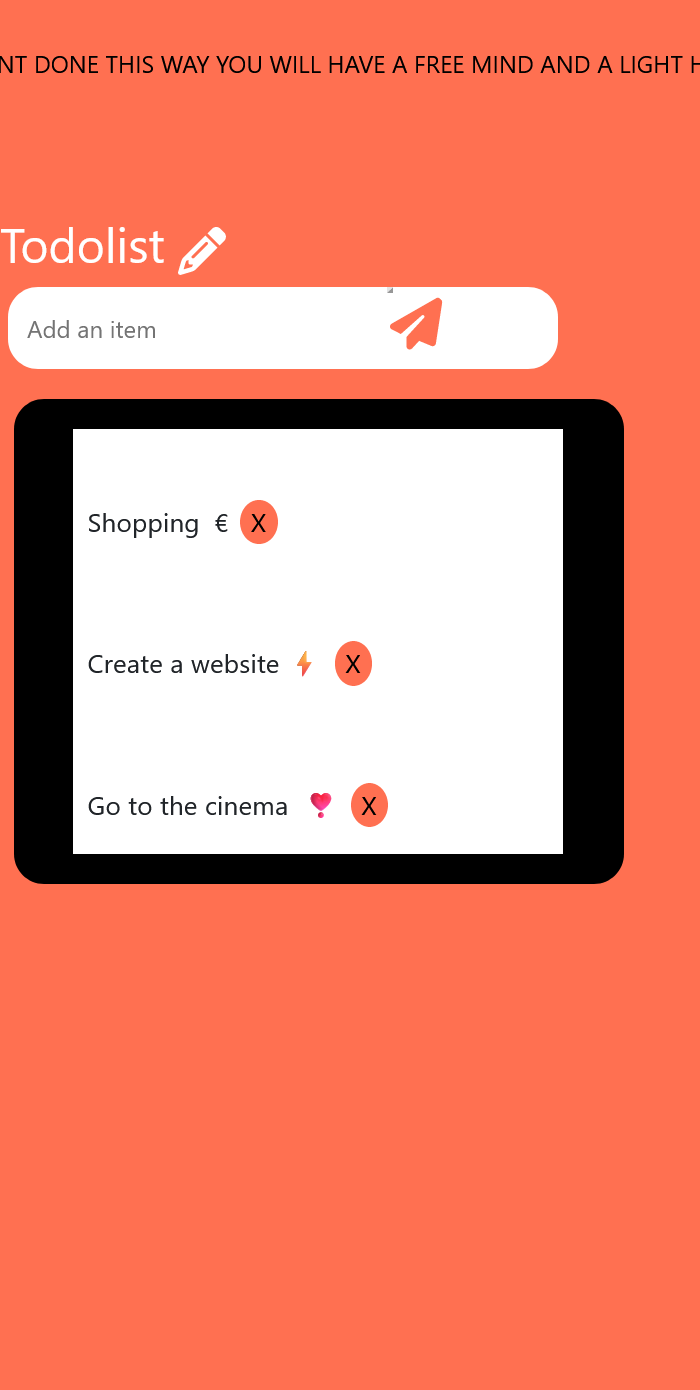 NT DONE THIS WAY YOU WILL HAVE A FREE MIND AND A LIGHT H
Todolist
Add an item
Shopping € X
Create a website ⚡ X
Go to the cinema ❣ X